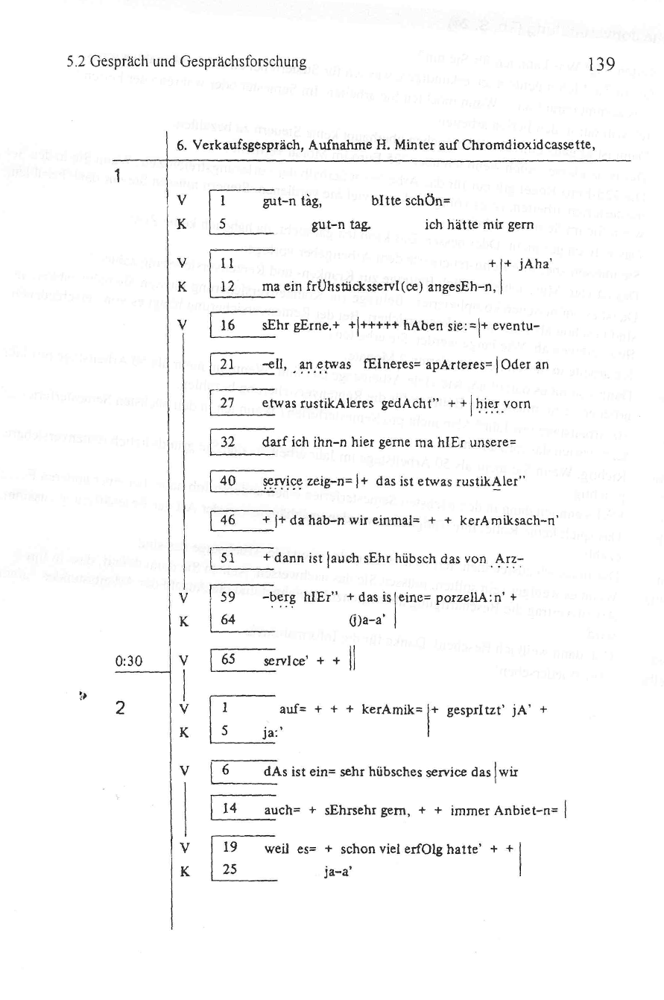 5.2 Gespräch und Gesprächsforschung 139
6. Verkaufsgespräch, Aufnahme H. Minter auf Chromdioxidcassette,
1
V 1 gut-n tàg, bItte schÖn=
K 5 gut-n tag. ich hätte mir gern
V 11 + |+ jAha'
K 12 ma ein frÜhstücksservI(ce) angesEh-n,|
V 16 sEhr gErne.+ +|+++++ hAben sie:=|+ eventu-
21 -ell, an etwas fEIneres= apArteres= |Oder an
27 etwas rustikAleres gedAcht" + + |hier vorn
32 darf ich ihn-n hier gerne ma hIEr unsere=
40 service zeig-n= |+ das ist etwas rustikAler"
46 + |+ da hab-n wir einmal= + + kerAmiksach-n'
51 + dann ist |auch sEhr hübsch das von Arz-
V 59 -berg hIEr" + das is|eine= porzellA:n' +
K 64 (j)a-a' |
0:30 V 65 servIce' + + ||
2
V 1 auf= + + + kerAmik= |+ gesprItzt' jA' +
K 5 ja:' |
V 6 dAs ist ein= sehr hübsches service das |wir
14 auch= + sEhrsehr gern, + + immer Anbiet-n= |
V 19 weil es= + schon viel erfOlg hatte' + + |
K 25 ja-a' |